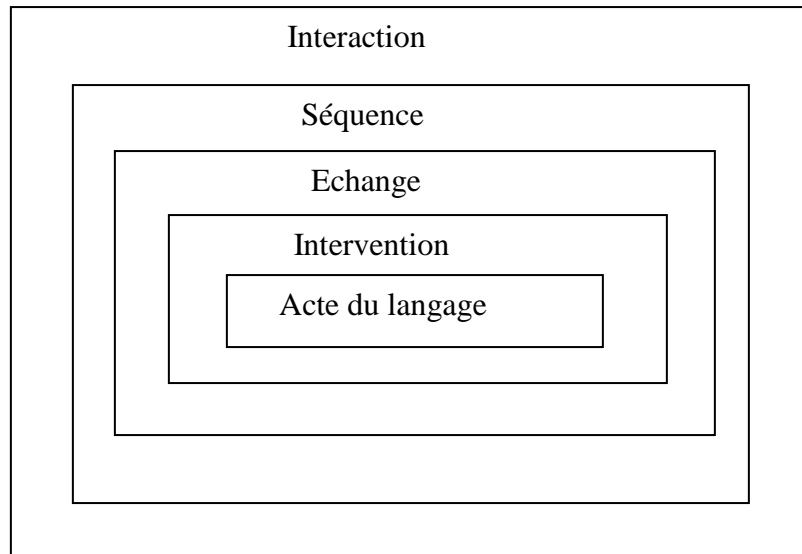 Interaction
Séquence
Echange
Intervention
Acte du langage